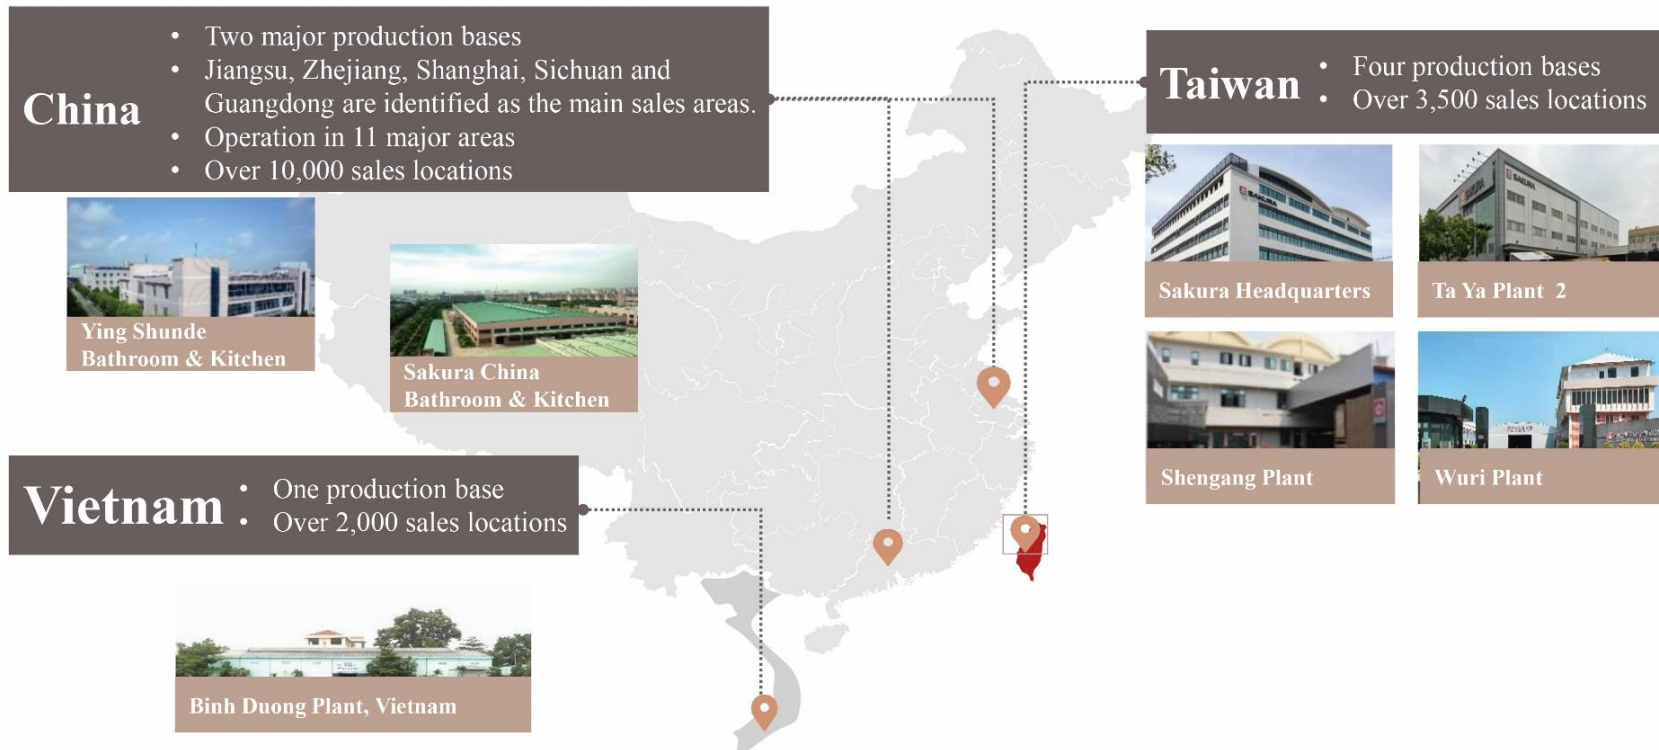 China
• Two major production bases
• Jiangsu, Zhejiang, Shanghai, Sichuan and
Guangdong are identified as the main sales areas.
• Operation in 11 major areas
• Over 10,000 sales locations
Ying Shunde
Bathroom & Kitchen
Sakura China
Bathroom & Kitchen
Vietnam
• One production base
• Over 2,000 sales locations
Binh Duong Plant, Vietnam
Taiwan
• Four production bases
• Over 3,500 sales locations
SAKURA
Sakura Headquarters
SAKURA
Ta Ya Plant 2
Shengang Plant
Wuri Plant